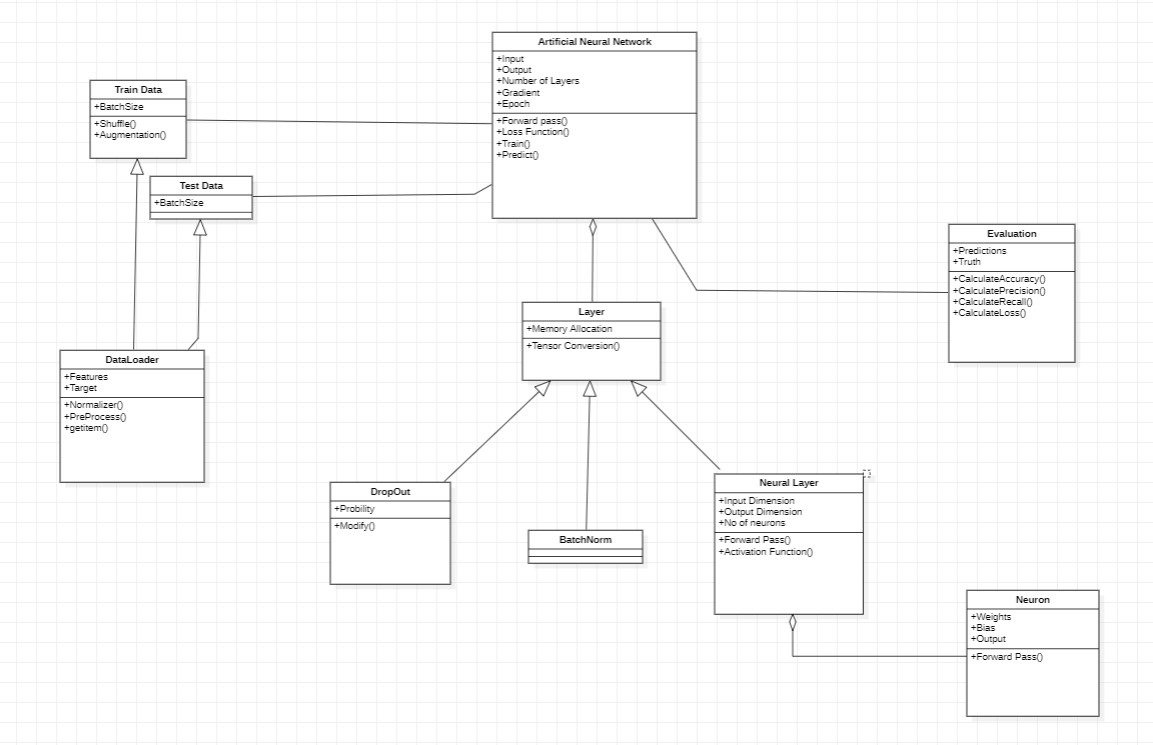 Artificial Neural Network
+Input
+Output
+Number of Layers
+Gradient
+Epoch
+Forward pass()
+Loss Function()
+Train()
+Predict()
Train Data
+BatchSize
+Shuffle()
+Augmentation()
Test Data
+BatchSize
Evaluation
+Predictions
+Truth
+CalculateAccuracy()
+CalculatePrecision()
+CalculateRecall()
+CalculateLoss()
Layer
+Memory Allocation
+Tensor Conversion()
DataLoader
+Features
+Target
+Normalizer()
+PreProcess()
+getitem()
DropOut
+Probility
+Modify()
BatchNorm
Neural Layer
+Input Dimension
+Output Dimension
+No of neurons
+Forward Pass()
+Activation Function()
Neuron
+Weights
+Bias
+Output
+Forward Pass()